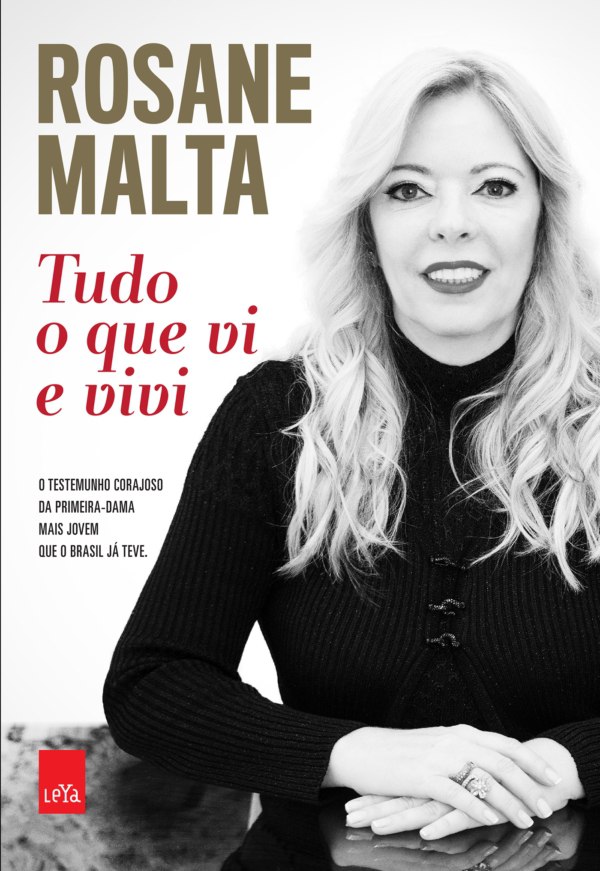 ROSANE
MALTA
Tudo
o que vi
e vivi
O TESTEMUNHO CORAJOSO
DA PRIMEIRA-DAMA
MAIS JOVEM
QUE O BRASIL JÁ TEVE.
LeYa